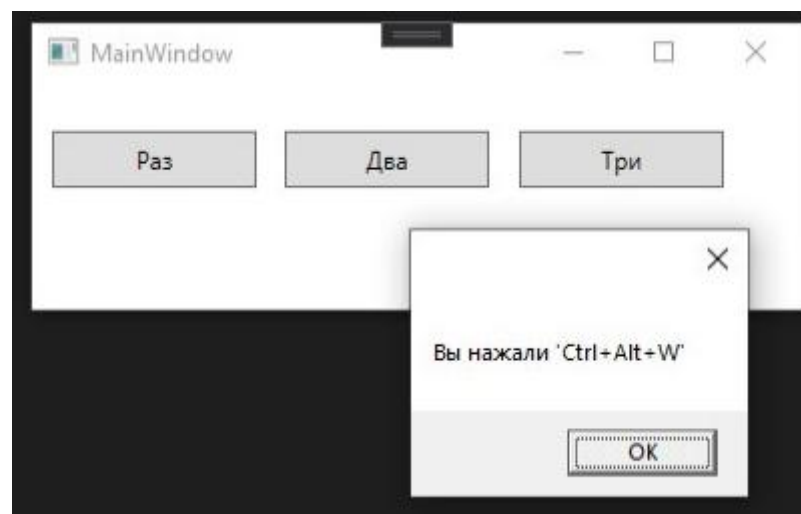 MainWindow
Раз
Два
Три
Вы нажали 'Ctrl+Alt+W'
OK